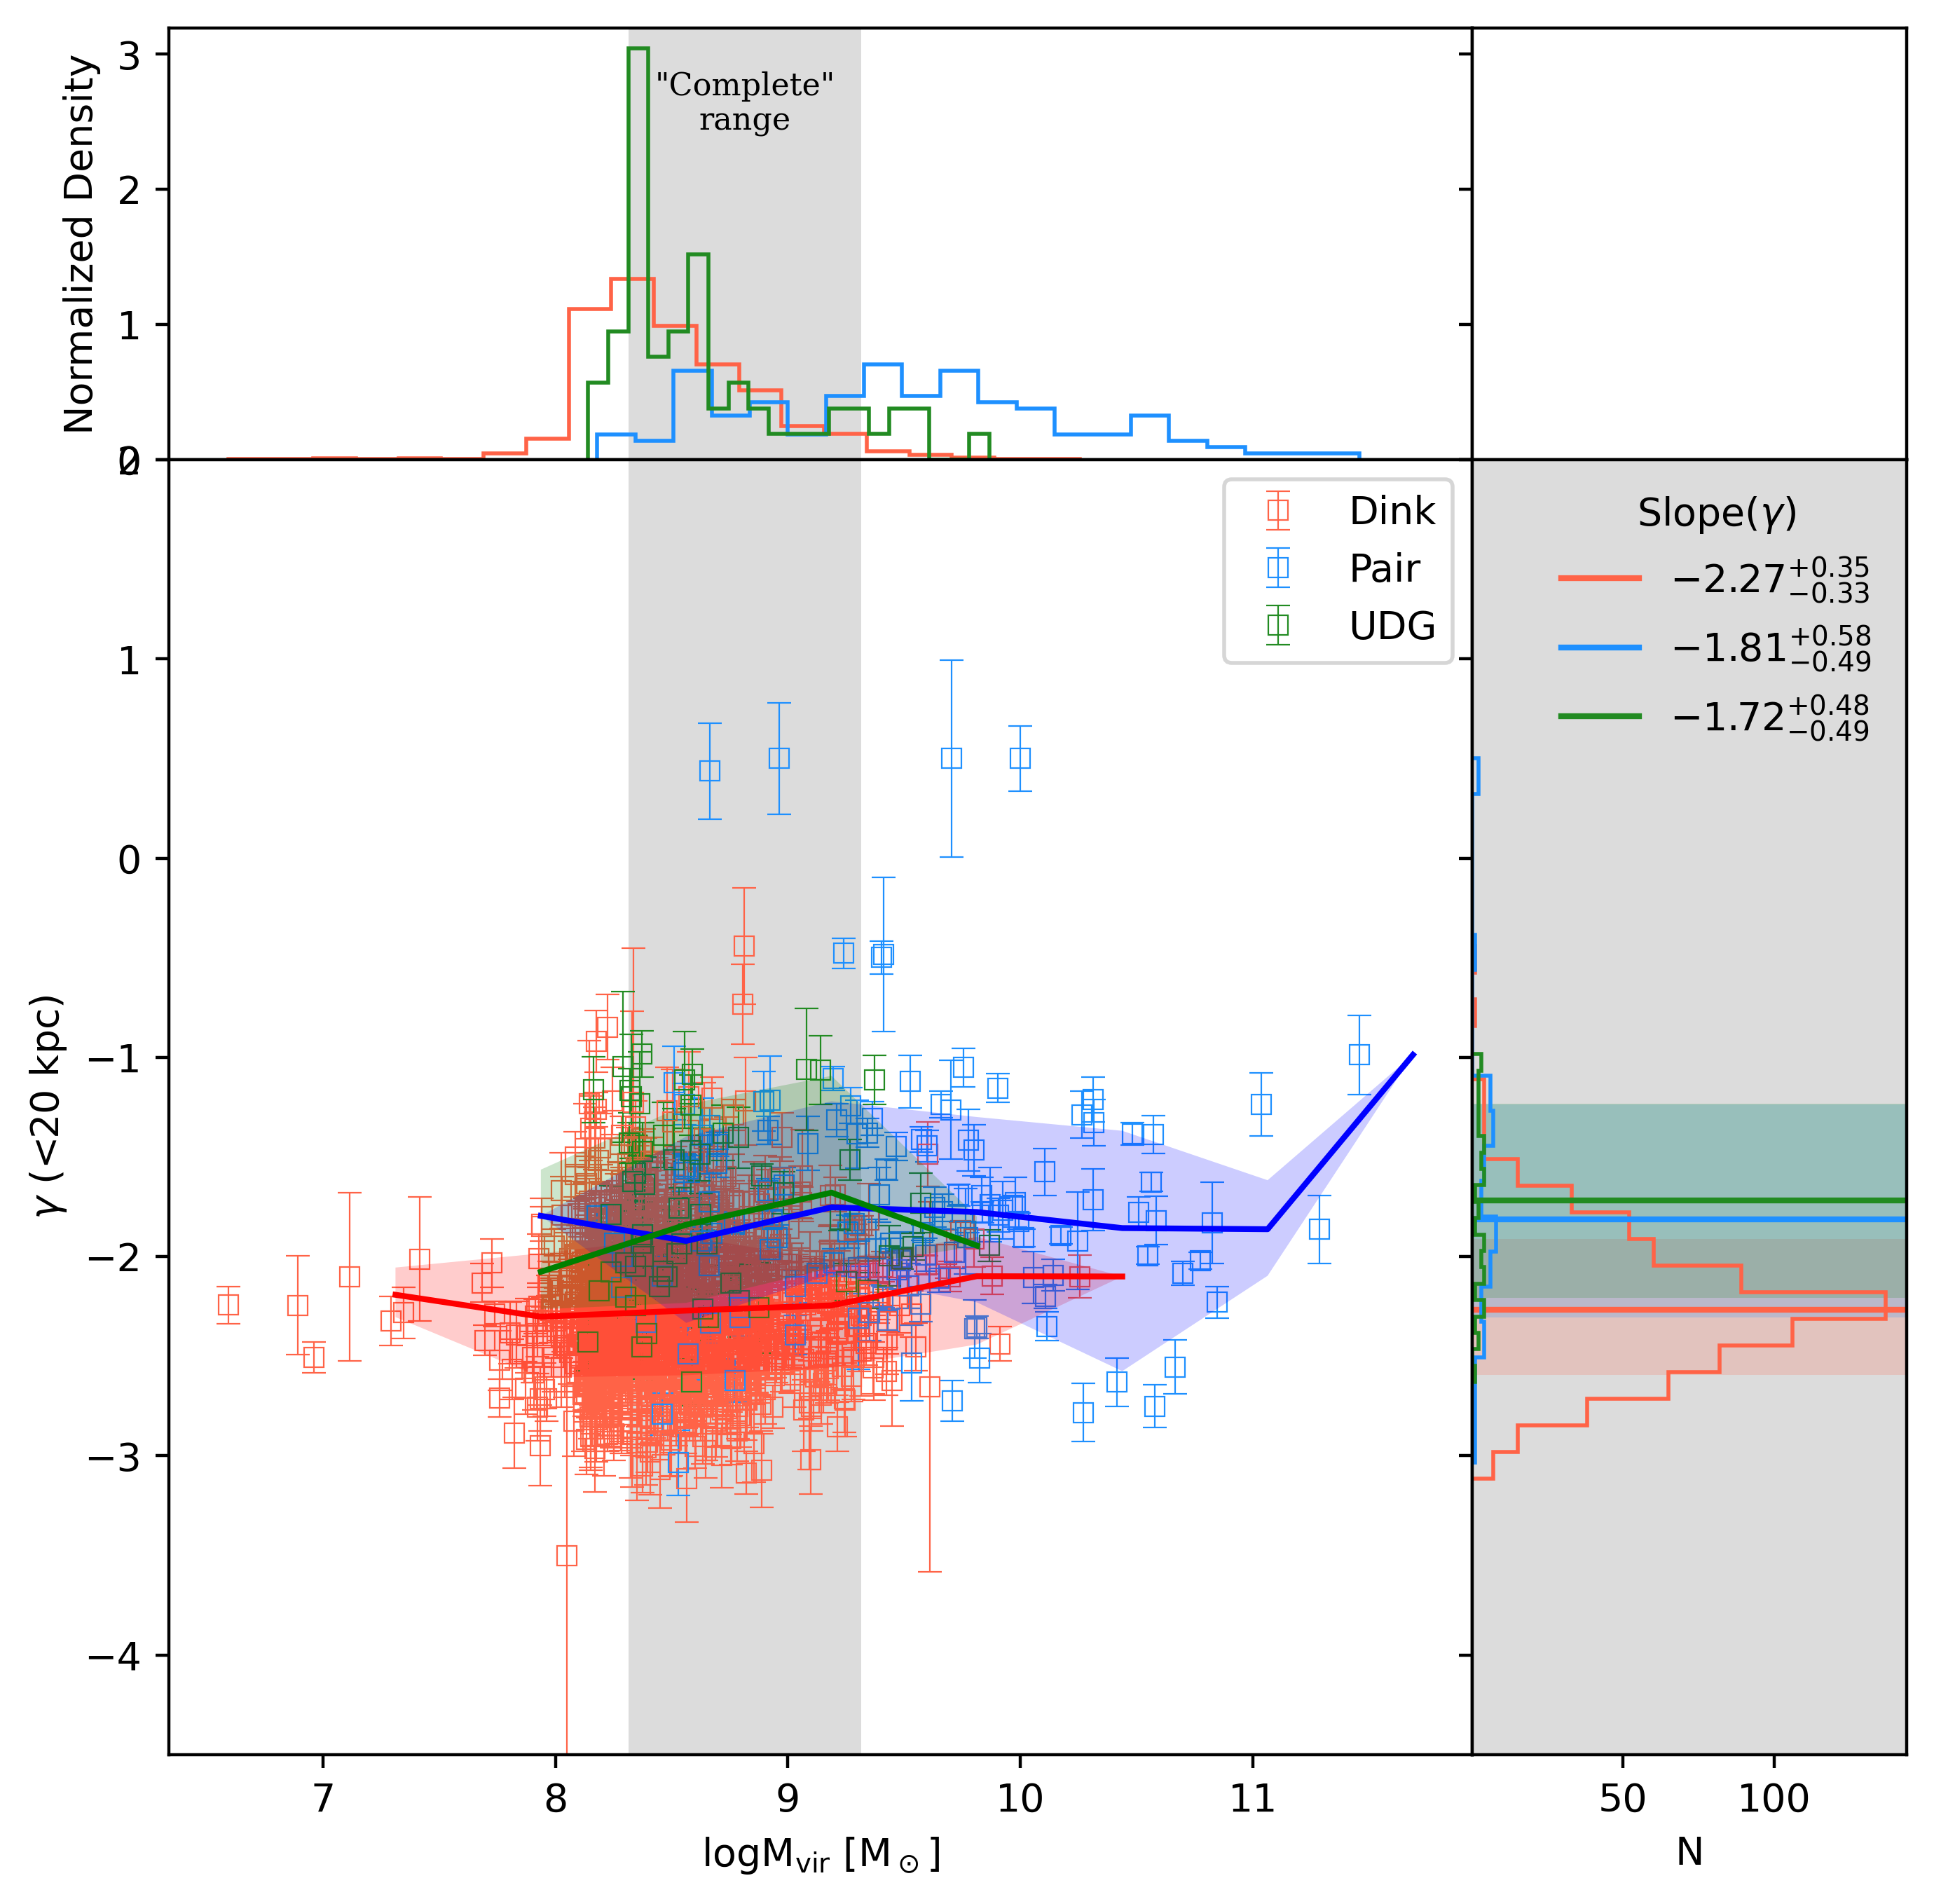 Normalized Density
3
2
1
0
"Complete"
range
2
1
0
−1
−2
−3
−4
γ (<20 kpc)
Dink
Pair
UDG
Slope(γ)
−2.27 +0.35 −0.33
−1.81 +0.58 −0.49
−1.72 +0.48 −0.49
7 8 9 10 11
50 100
logMvir [M⊙]
N